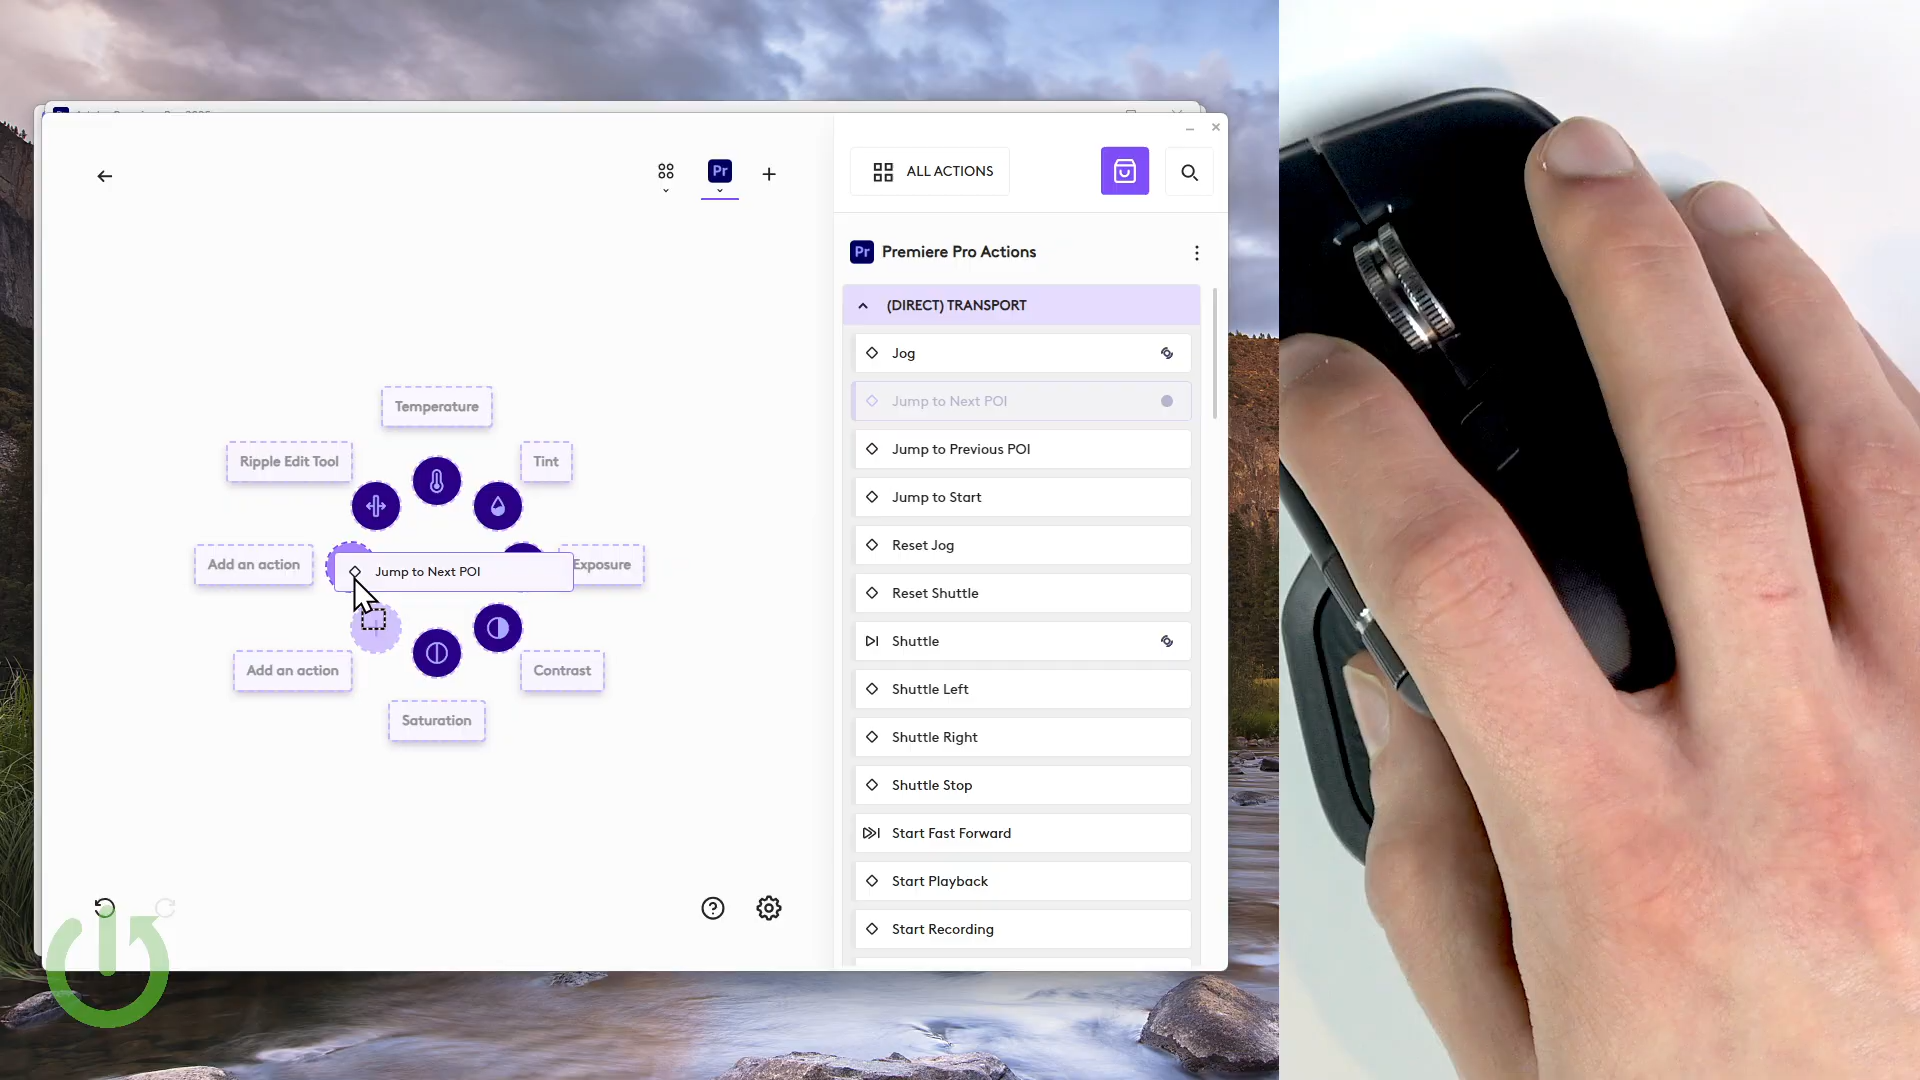 Pr
ALL ACTIONS
Pr Premiere Pro Actions
(DIRECT) TRANSPORT
Jog
Jump to Next POI
Jump to Previous POI
Jump to Start
Reset Jog
Reset Shuttle
Shuttle
Shuttle Left
Shuttle Right
Shuttle Stop
Start Fast Forward
Start Playback
Start Recording
Temperature
Ripple Edit Tool
Tint
Add an action
Jump to Next POI
Exposure
Add an action
Contrast
Saturation